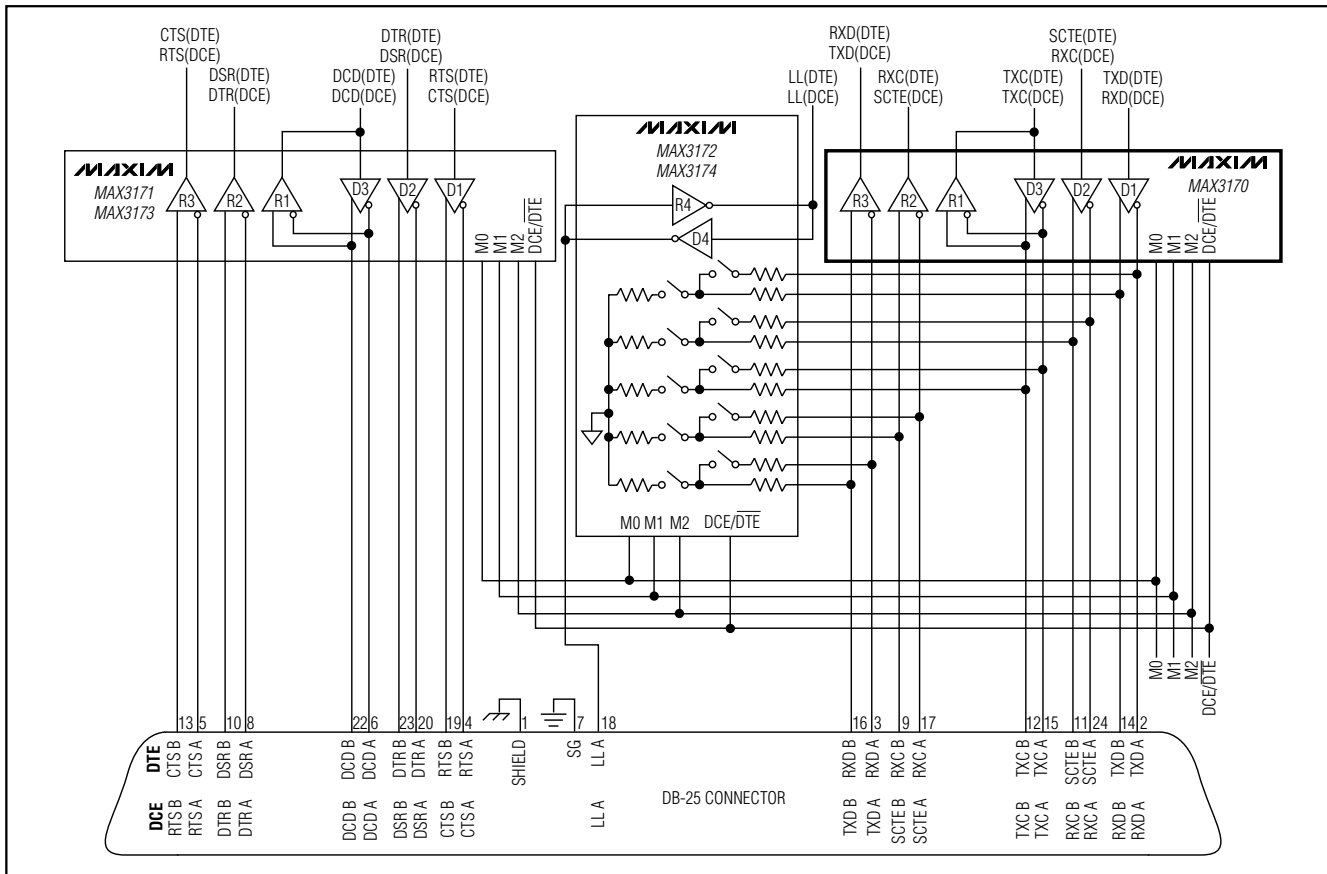 CTS(DTE)
RTS(DCE)
DSR(DTE)
DTR(DCE)
DCD(DTE)
DCD(DCE)
DTR(DTE)
DSR(DCE)
RTS(DTE)
CTS(DCE)
LL(DTE)
LL(DCE)
RXD(DTE)
TXD(DCE)
RXC(DTE)
SCTE(DCE)
TXC(DTE)
TXC(DCE)
SCTE(DTE)
RXC(DCE)
TXD(DTE)
RXD(DCE)
MAXIM
MAX3171
MAX3173
R3
R2
R1
D3
D2
D1
M0
M1
M2
DCE/DTE
MAXIM
MAX3172
MAX3174
R4
D4
M0 M1 M2 DCE/DTE
MAXIM
MAX3170
R3
R2
R1
D3
D2
D1
M0
M1
M2
DCE/DTE
M0
M1
M2
DCE/DTE
13 5 10 8 22 6 23 20 19 4 1 7 18 16 3 9 17 12 15 11 24 14 2
DTE
CTS B
CTS A
DSR B
DSR A
DCD B
DCD A
DTR B
DTR A
RTS B
RTS A
SHIELD
SG
LL A
RXD B
RXD A
RXC B
RXC A
TXC B
TXC A
SCTE B
SCTE A
TXD B
TXD A
DB-25 CONNECTOR
DCE
RTS B
RTS A
DTR B
DTR A
DCD B
DCD A
DSR B
DSR A
CTS B
CTS A
LL A
TXD B
TXD A
SCTE B
SCTE A
TXC B
TXC A
RXC B
RXC A
RXD B
RXD A